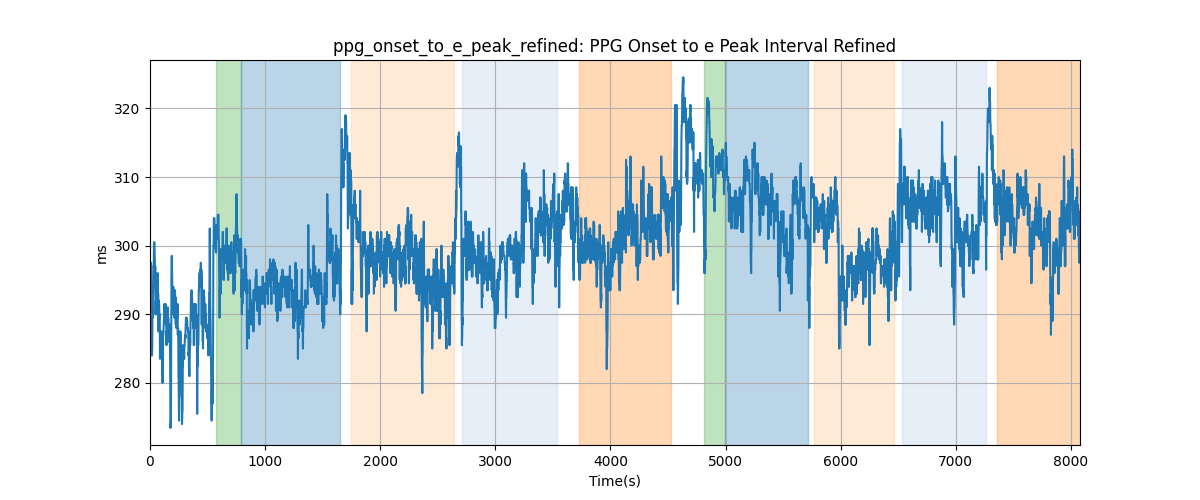 ppg_onset_to_e_peak_refined: PPG Onset to e Peak Interval Refined
320
310
300
290
280
ms
0 1000 2000 3000 4000 5000 6000 7000 8000
Time(s)